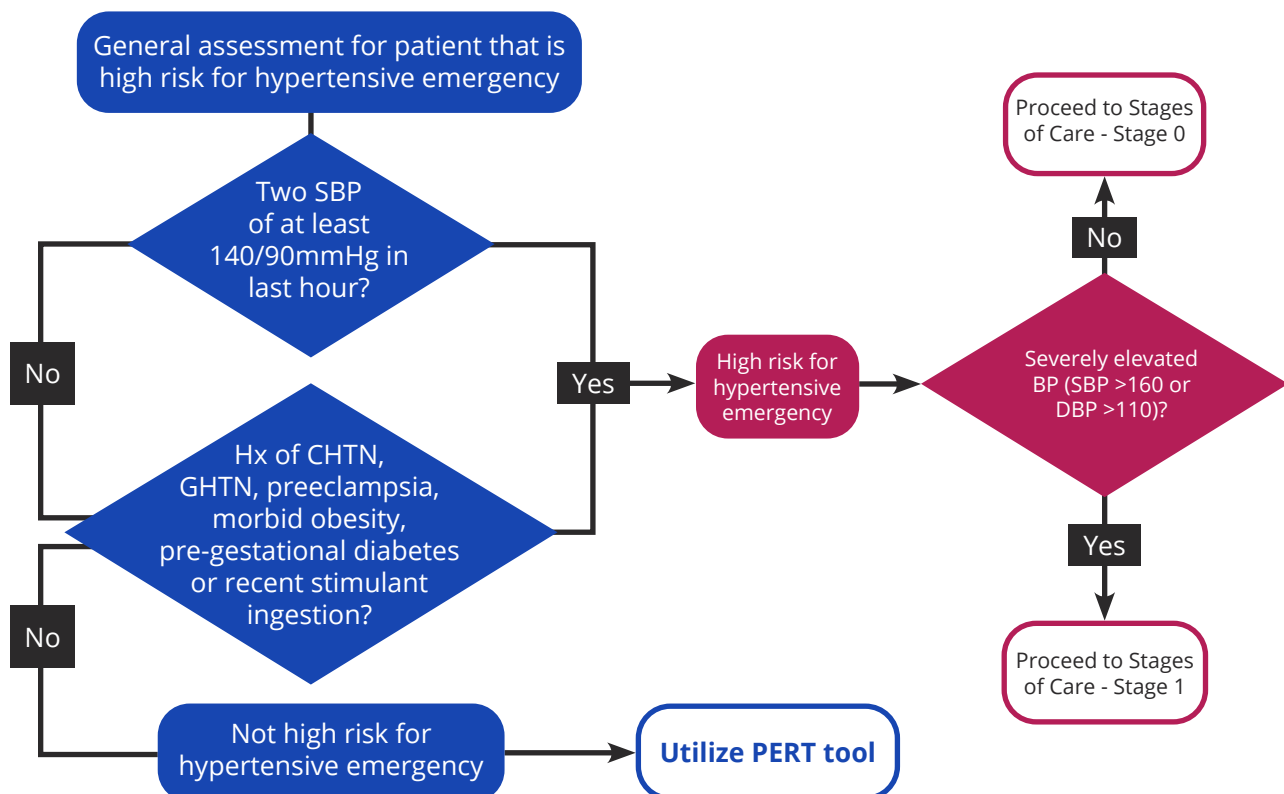 General assessment for patient that is
high risk for hypertensive emergency
Two SBP
of at least
140/90mmHg in
last hour?
No
Yes
Hx of CHTN,
GHTN, preeclampsia,
morbid obesity,
pre-gestational diabetes
or recent stimulant
ingestion?
No
Not high risk for
hypertensive emergency
Utilize PERT tool
High risk for
hypertensive
emergency
Severely elevated
BP (SBP >160 or
DBP >110)?
No
Proceed to Stages
of Care - Stage 0
Yes
Proceed to Stages
of Care - Stage 1